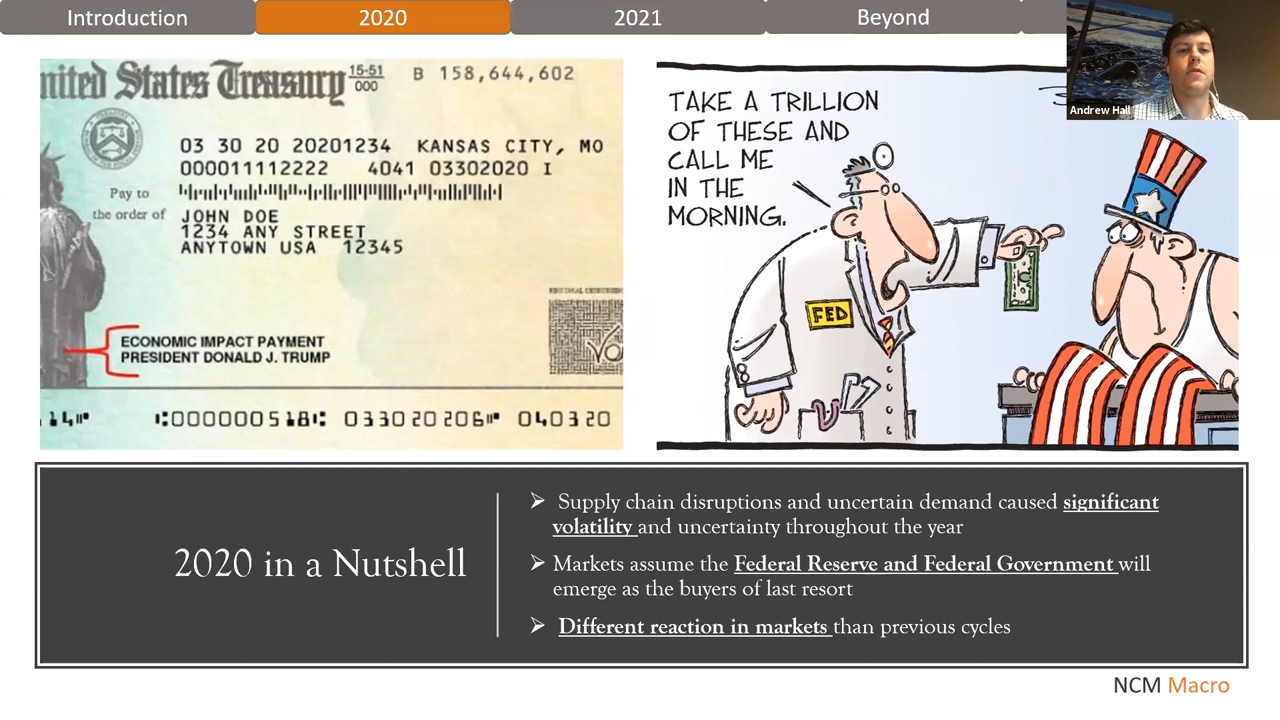 Introduction
2020
2021
Beyond
Andrew Hall
nited States Treasury 15-51
000
B 158,644,602
03 30 20 20201234 KANSAS CITY, MO
000011112222 4041 03302020 I
Pay to
the order of
JOHN DOE
1234 ANY STREET
ANYTOWN USA 12345
ECONOMIC IMPACT PAYMENT
PRESIDENT DONALD J. TRUMP
14⑈ ⑆000000518⑆ 033020206⑈ 040320
TAKE A TRILLION
OF THESE AND
CALL ME
IN THE
MORNING.
FED
2020 in a Nutshell
➢ Supply chain disruptions and uncertain demand caused significant
volatility and uncertainty throughout the year
➢ Markets assume the Federal Reserve and Federal Government will
emerge as the buyers of last resort
➢ Different reaction in markets than previous cycles
NCM Macro